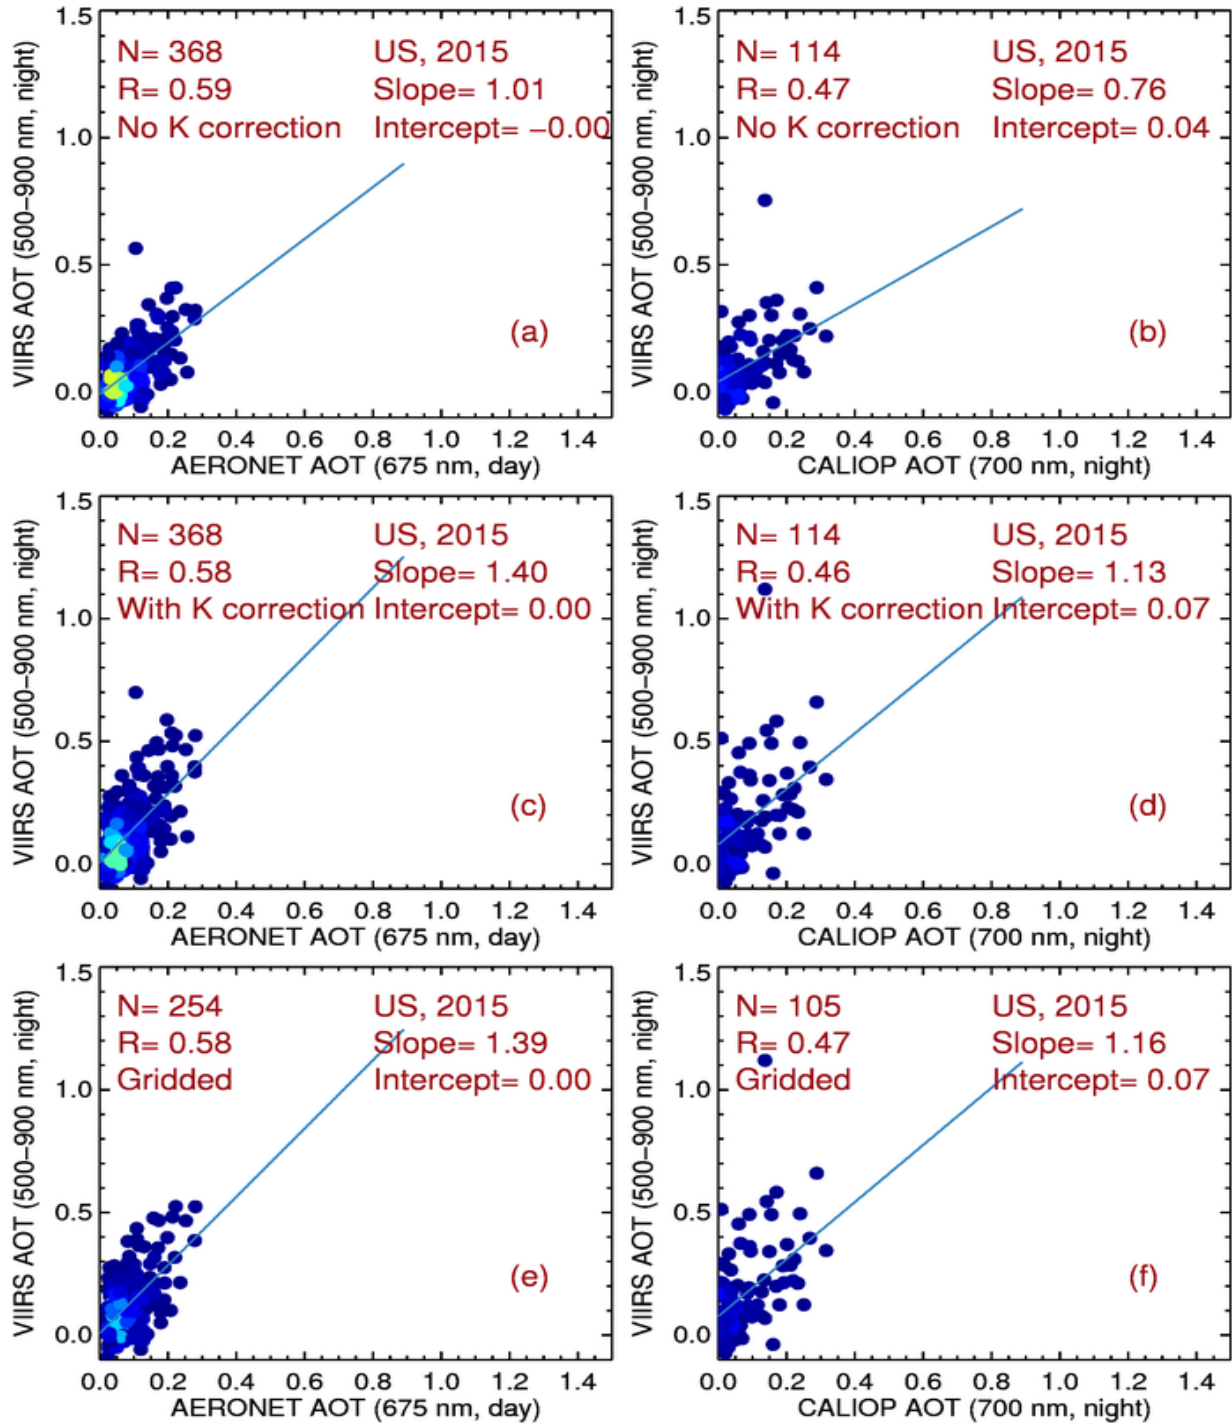 VIIRS AOT (500−900 nm, night)
1.5
1.0
0.5
0.0
N= 368
US, 2015
R= 0.59
Slope= 1.01
No K correction
Intercept= −0.00
(a)
0.0 0.2 0.4 0.6 0.8 1.0 1.2 1.4
AERONET AOT (675 nm, day)
VIIRS AOT (500−900 nm, night)
1.5
1.0
0.5
0.0
N= 114
US, 2015
R= 0.47
Slope= 0.76
No K correction
Intercept= 0.04
(b)
0.0 0.2 0.4 0.6 0.8 1.0 1.2 1.4
CALIOP AOT (700 nm, night)
VIIRS AOT (500−900 nm, night)
1.5
1.0
0.5
0.0
N= 368
US, 2015
R= 0.58
Slope= 1.40
With K correction
Intercept= 0.00
(c)
0.0 0.2 0.4 0.6 0.8 1.0 1.2 1.4
AERONET AOT (675 nm, day)
VIIRS AOT (500−900 nm, night)
1.5
1.0
0.5
0.0
N= 114
US, 2015
R= 0.46
Slope= 1.13
With K correction
Intercept= 0.07
(d)
0.0 0.2 0.4 0.6 0.8 1.0 1.2 1.4
CALIOP AOT (700 nm, night)
VIIRS AOT (500−900 nm, night)
1.5
1.0
0.5
0.0
N= 254
US, 2015
R= 0.58
Slope= 1.39
Gridded
Intercept= 0.00
(e)
0.0 0.2 0.4 0.6 0.8 1.0 1.2 1.4
AERONET AOT (675 nm, day)
VIIRS AOT (500−900 nm, night)
1.5
1.0
0.5
0.0
N= 105
US, 2015
R= 0.47
Slope= 1.16
Gridded
Intercept= 0.07
(f)
0.0 0.2 0.4 0.6 0.8 1.0 1.2 1.4
CALIOP AOT (700 nm, night)